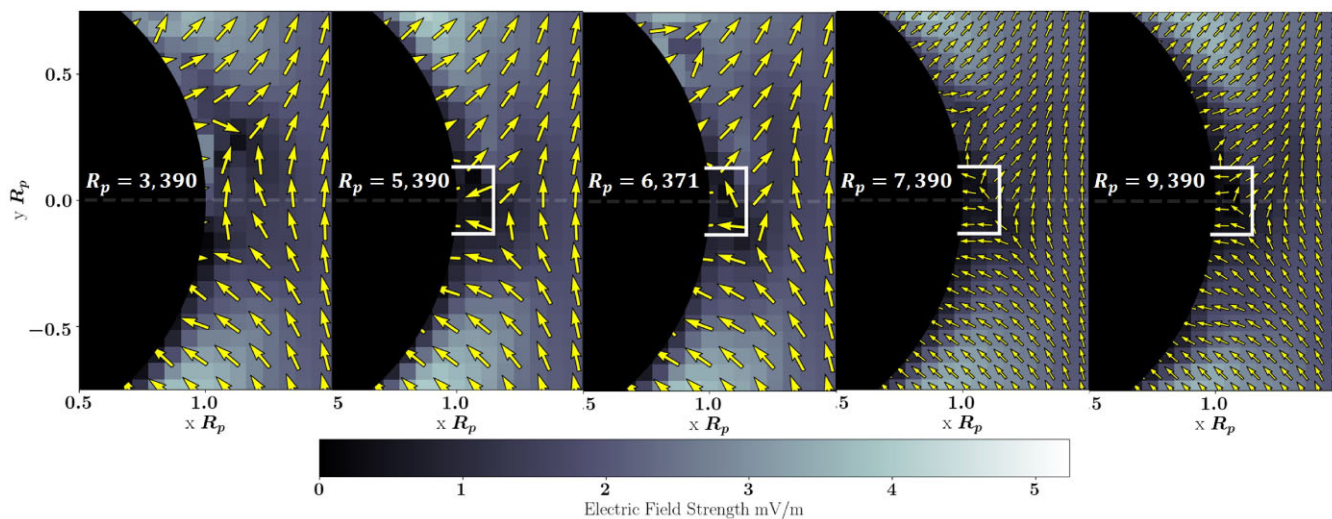 0.5
0.0
−0.5
y Rp
Rp = 3,390
Rp = 5,390
Rp = 6,371
Rp = 7,390
Rp = 9,390
0.5 1.0 5 1.0 .5 1.0 .5 1.0 5 1.0
x Rp x Rp x Rp x Rp x Rp
0 1 2 3 4 5
Electric Field Strength mV/m